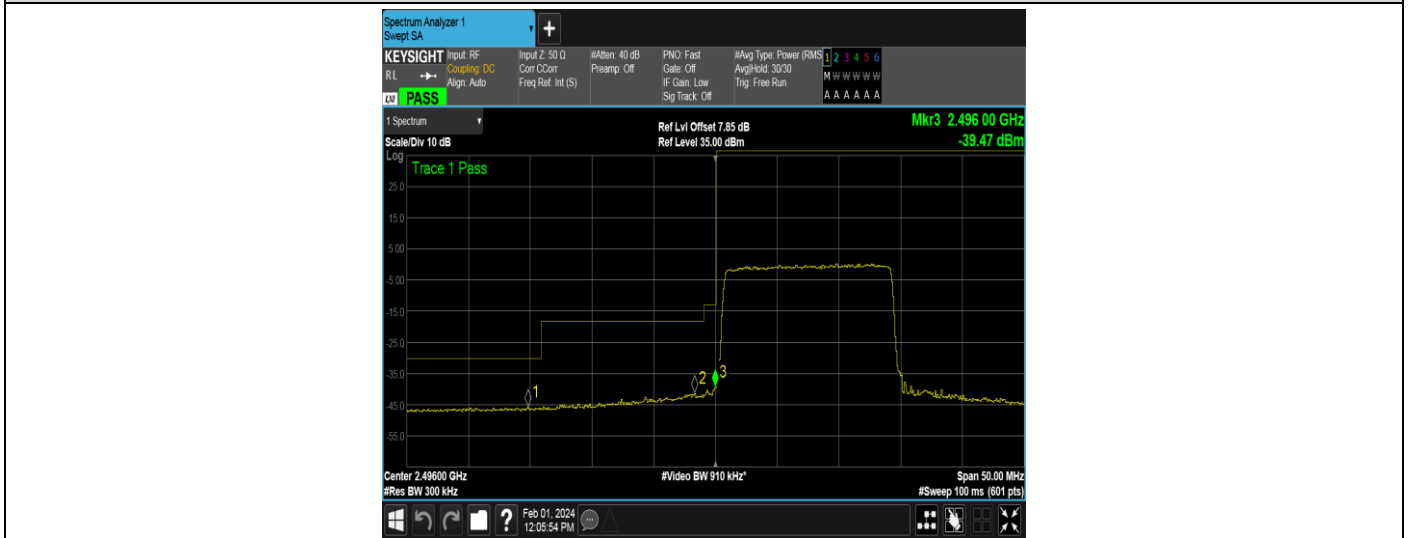 Spectrum Analyzer 1
Swept SA
+
KEYSIGHT Input: RF Input Z: 50 Ω #Atten: 40 dB PNO: Fast #Avg Type: Power (RMS 1 2 3 4 5 6
RL Coupling: DC Corr CCorr Preamp: Off Gate: Off Avg|Hold: 30/30 M W W W W W
Align: Auto Freq Ref: Int (S) IF Gain: Low Trig: Free Run
Sig Track: Off A A A A A A
LXI PASS
1 Spectrum Ref Lvl Offset 7.85 dB Mkr3 2.496 00 GHz
Scale/Div 10 dB Ref Level 35.00 dBm -39.47 dBm
Log
Trace 1 Pass
25.0
15.0
5.00
-5.00
-15.0
-25.0
-35.0
1
2
3
-45.0
-55.0
Center 2.49600 GHz #Video BW 910 kHz* Span 50.00 MHz
#Res BW 300 kHz #Sweep 100 ms (601 pts)
? Feb 01, 2024
12:05:54 PM